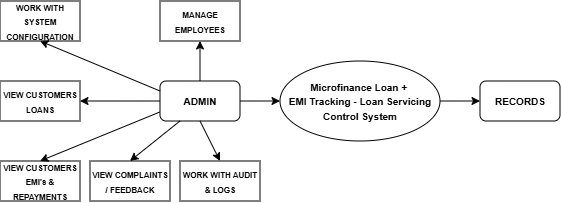 WORK WITH
SYSTEM
CONFIGURATION
MANAGE
EMPLOYEES
VIEW CUSTOMERS
LOANS
ADMIN
Microfinance Loan +
EMI Tracking - Loan Servicing
Control System
RECORDS
VIEW CUSTOMERS
EMI's &
REPAYMENTS
VIEW COMPLAINTS
/ FEEDBACK
WORK WITH AUDIT
& LOGS